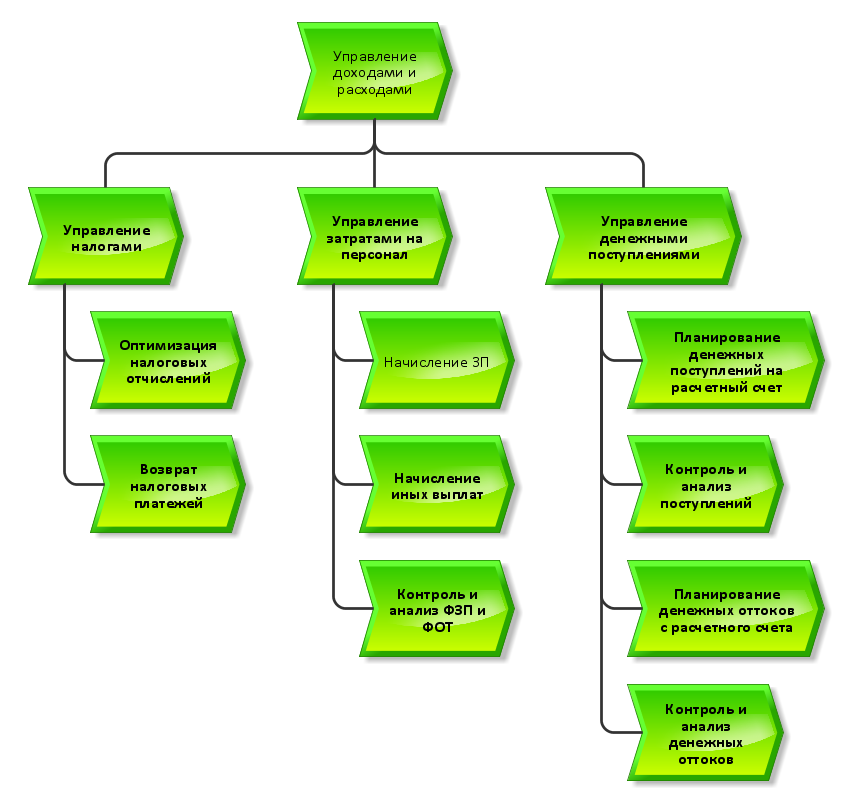 Управление
доходами и
расходами
Управление
налогами
Управление
затратами на
персонал
Управление
денежными
поступлениями
Оптимизация
налоговых
отчислений
Возврат
налоговых
платежей
Начисление ЗП
Начисление
иных выплат
Контроль и
анализ ФЗП и
ФОТ
Планирование
денежных
поступлений на
расчетный счет
Контроль и
анализ
поступлений
Планирование
денежных оттоков
с расчетного счета
Контроль и
анализ
денежных
оттоков